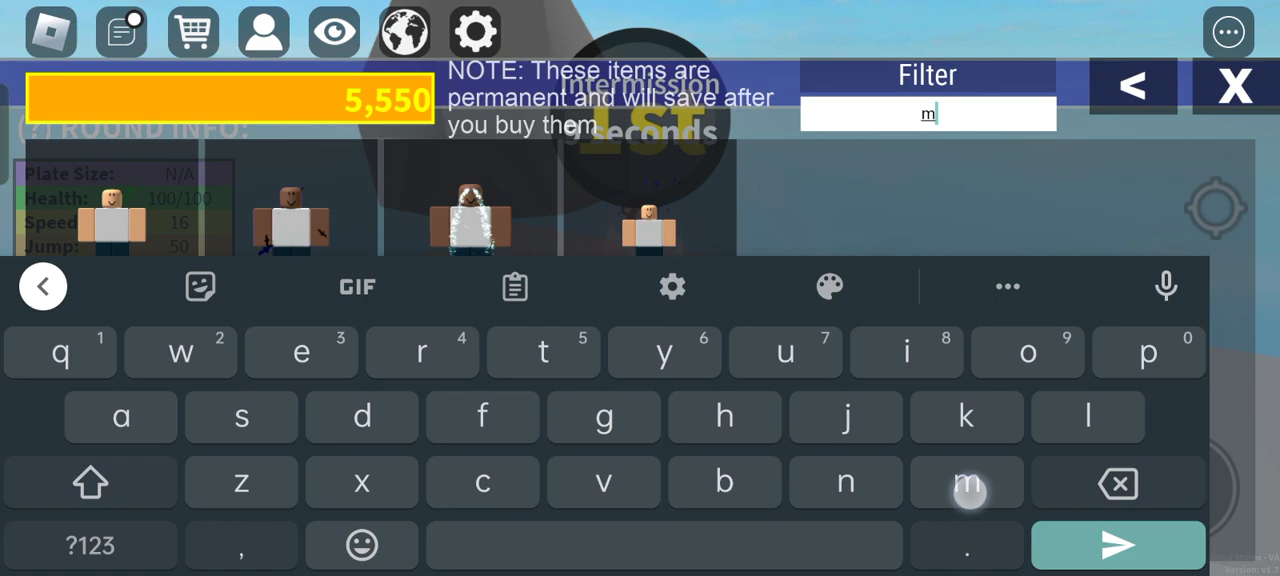 NOTE: These items are
permanent and will save after
you buy them
5,550
Filter
m
<
X
Intermission
9 seconds
1st
(?) ROUND INFO:
Plate Size: N/A
Health: 100/100
Speed 16
Jump: 50
GIF
q 1 w 2 e 3 r 4 t 5 y 6 u 7 i 8 o 9 p 0
a s d f g h j k l
z x c v b n m
?123 , .